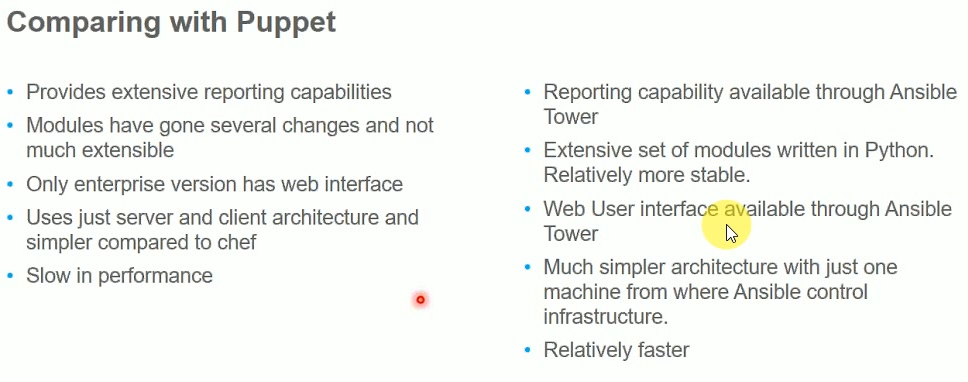 Comparing with Puppet
• Provides extensive reporting capabilities
• Modules have gone several changes and not
much extensible
• Only enterprise version has web interface
• Uses just server and client architecture and
simpler compared to chef
• Slow in performance
• Reporting capability available through Ansible
Tower
• Extensive set of modules written in Python.
Relatively more stable.
• Web User interface available through Ansible
Tower
• Much simpler architecture with just one
machine from where Ansible control
infrastructure.
• Relatively faster